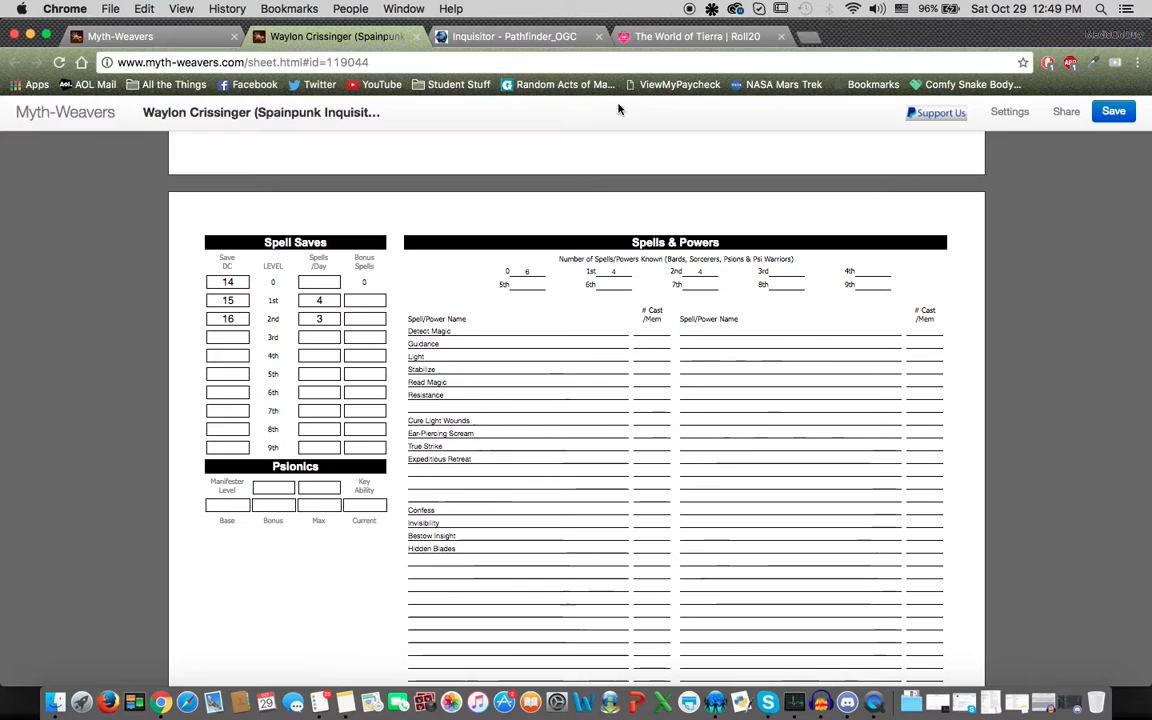 Chrome File Edit View History Bookmarks People Window Help 96% Sat Oct 29 12:49 PM
Myth-Weavers Waylon Crissinger (Spainpunk Inquisitor - Pathfinder_OGC The World of Tierra | Roll20
www.myth-weavers.com/sheet.html#id=119044
Apps AOL Mail All the Things Facebook Twitter YouTube Student Stuff Random Acts of Ma... ViewMyPaycheck NASA Mars Trek Bookmarks Comfy Snake Body...
Myth-Weavers Waylon Crissinger (Spainpunk Inquisit... Support Us Settings Share Save
Spell Saves
Save DC LEVEL Spells /Day Bonus Spells
14 0 0
15 1st 4
16 2nd 3
3rd
4th
5th
6th
7th
8th
9th
Psionics
Manifester Level Key Ability
Base Bonus Max Current
Spells & Powers
Number of Spells/Powers Known (Bards, Sorcerers, Psions & Psi Warriors)
0 6 1st 4 2nd 4 3rd 4th
5th 6th 7th 8th 9th
Spell/Power Name # Cast /Mem Spell/Power Name # Cast /Mem
Detect Magic
Guidance
Light
Stabilize
Read Magic
Resistance
Cure Light Wounds
Ear-Piercing Scream
True Strike
Expeditious Retreat
Confess
Invisibility
Bestow Insight
Hidden Blades